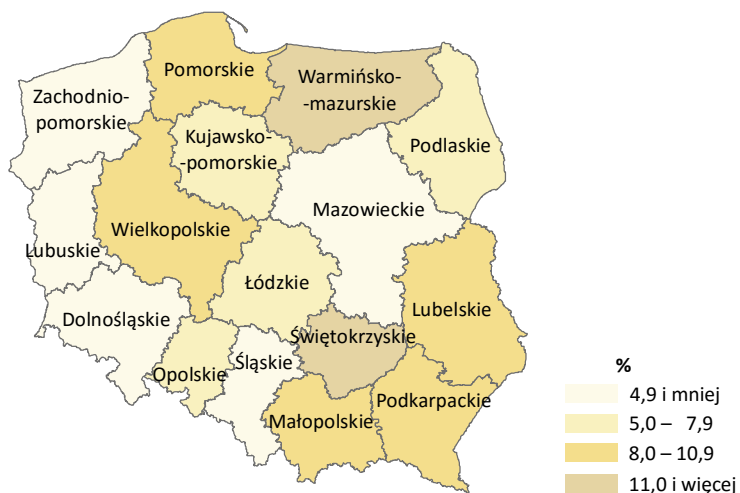 Pomorskie
Warmińsko-
-mazurskie
Zachodnio-
pomorskie
Kujawsko-
-pomorskie
Podlaskie
Mazowieckie
Wielkopolskie
Lubuskie
Łódzkie
Lubelskie
Dolnośląskie
Świętokrzyskie
Śląskie
Opolskie
Podkarpackie
Małopolskie
%
4,9 i mniej
5,0 – 7,9
8,0 – 10,9
11,0 i więcej